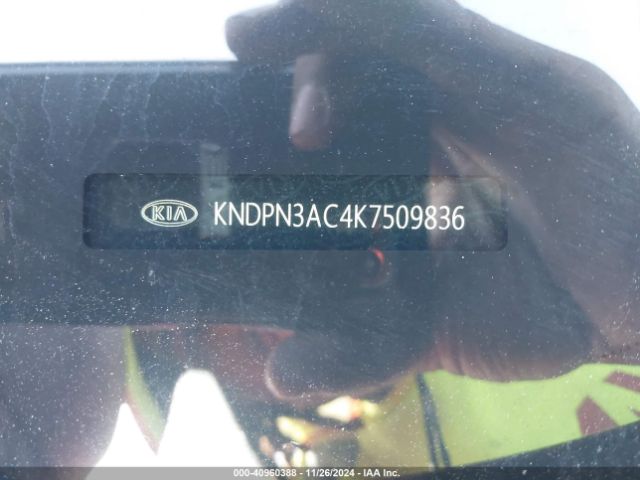 KIA KNDPN3AC4K7509836
000-40960388 - 11/26/2024 - IAA Inc.